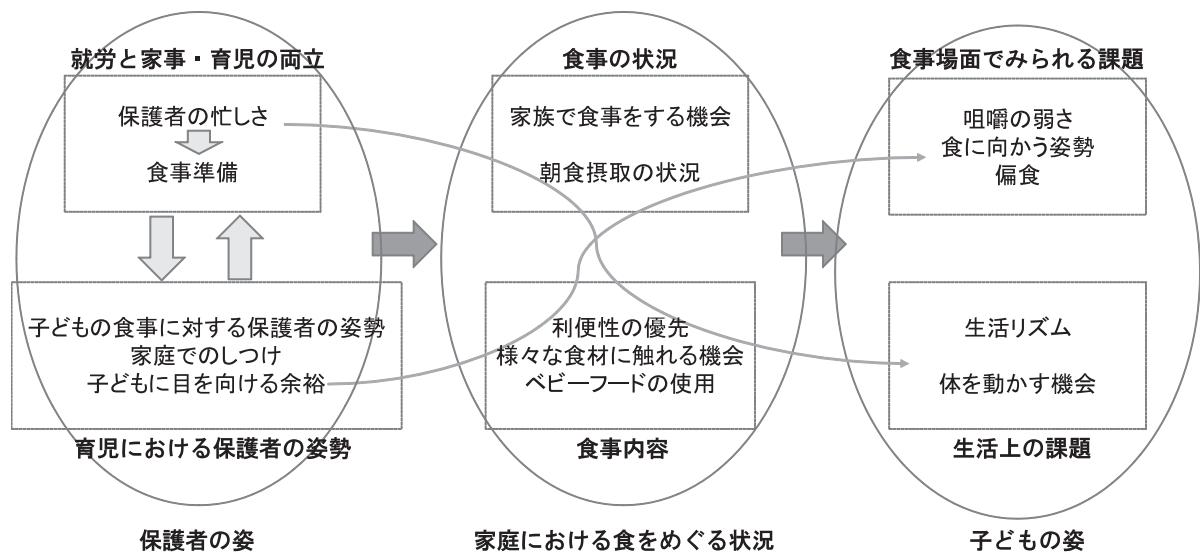 就労と家事・育児の両立
保護者の忙しさ
食事準備
子どもの食事に対する保護者の姿勢
家庭でのしつけ
子どもに目を向ける余裕
育児における保護者の姿勢
保護者の姿
食事の状況
家族で食事をする機会
朝食摂取の状況
利便性の優先
様々な食材に触れる機会
ベビーフードの使用
食事内容
家庭における食をめぐる状況
食事場面でみられる課題
咀嚼の弱さ
食に向かう姿勢
偏食
生活リズム
体を動かす機会
生活上の課題
子どもの姿